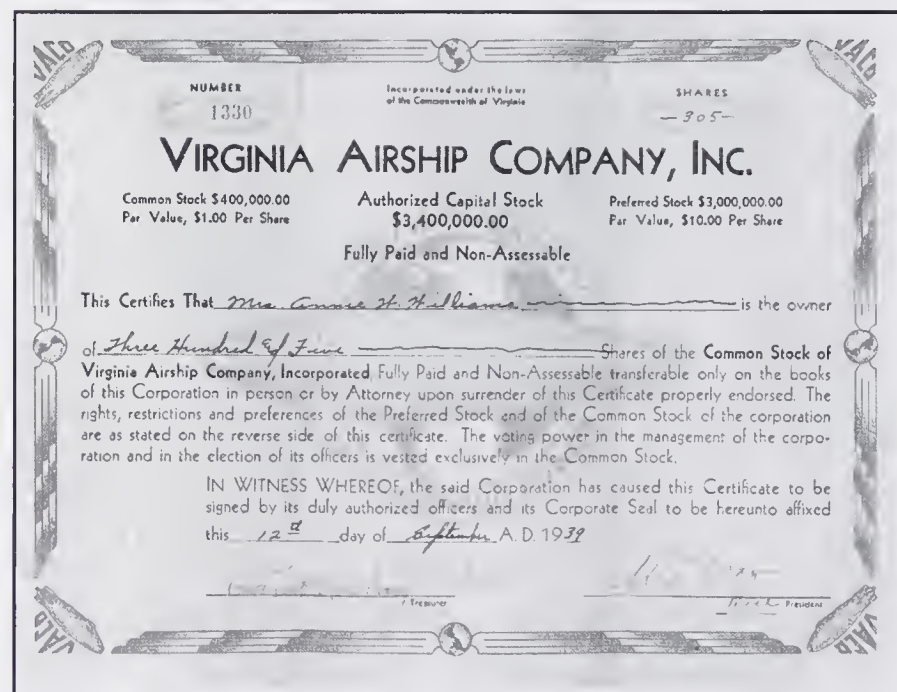 VACo VACo
NUMBER
1330
Incorporated under the laws
of the Commonwealth of Virginia
SHARES
—305—
VIRGINIA AIRSHIP COMPANY, INC.
Common Stock $400,000.00
Par Value, $1.00 Per Share
Authorized Capital Stock
$3,400,000.00
Preferred Stock $3,000,000.00
Par Value, $10.00 Per Share
Fully Paid and Non-Assessable
This Certifies That Mrs Annie H. Williams is the owner
of Three Hundred & Five Shares of the Common Stock of
Virginia Airship Company, Incorporated, Fully Paid and Non-Assessable transferable only on the books
of this Corporation in person or by Attorney upon surrender of this Certificate properly endorsed. The
rights, restrictions and preferences of the Preferred Stock and of the Common Stock of the corporation
are as stated on the reverse side of this certificate. The voting power in the management of the corpo-
ration and in the election of its officers is vested exclusively in the Common Stock.
IN WITNESS WHEREOF, the said Corporation has caused this Certificate to be
signed by its duly authorized officers and its Corporate Seal to be hereunto affixed
this 12th day of September A. D. 1939
Treasurer
President
VACo VACo